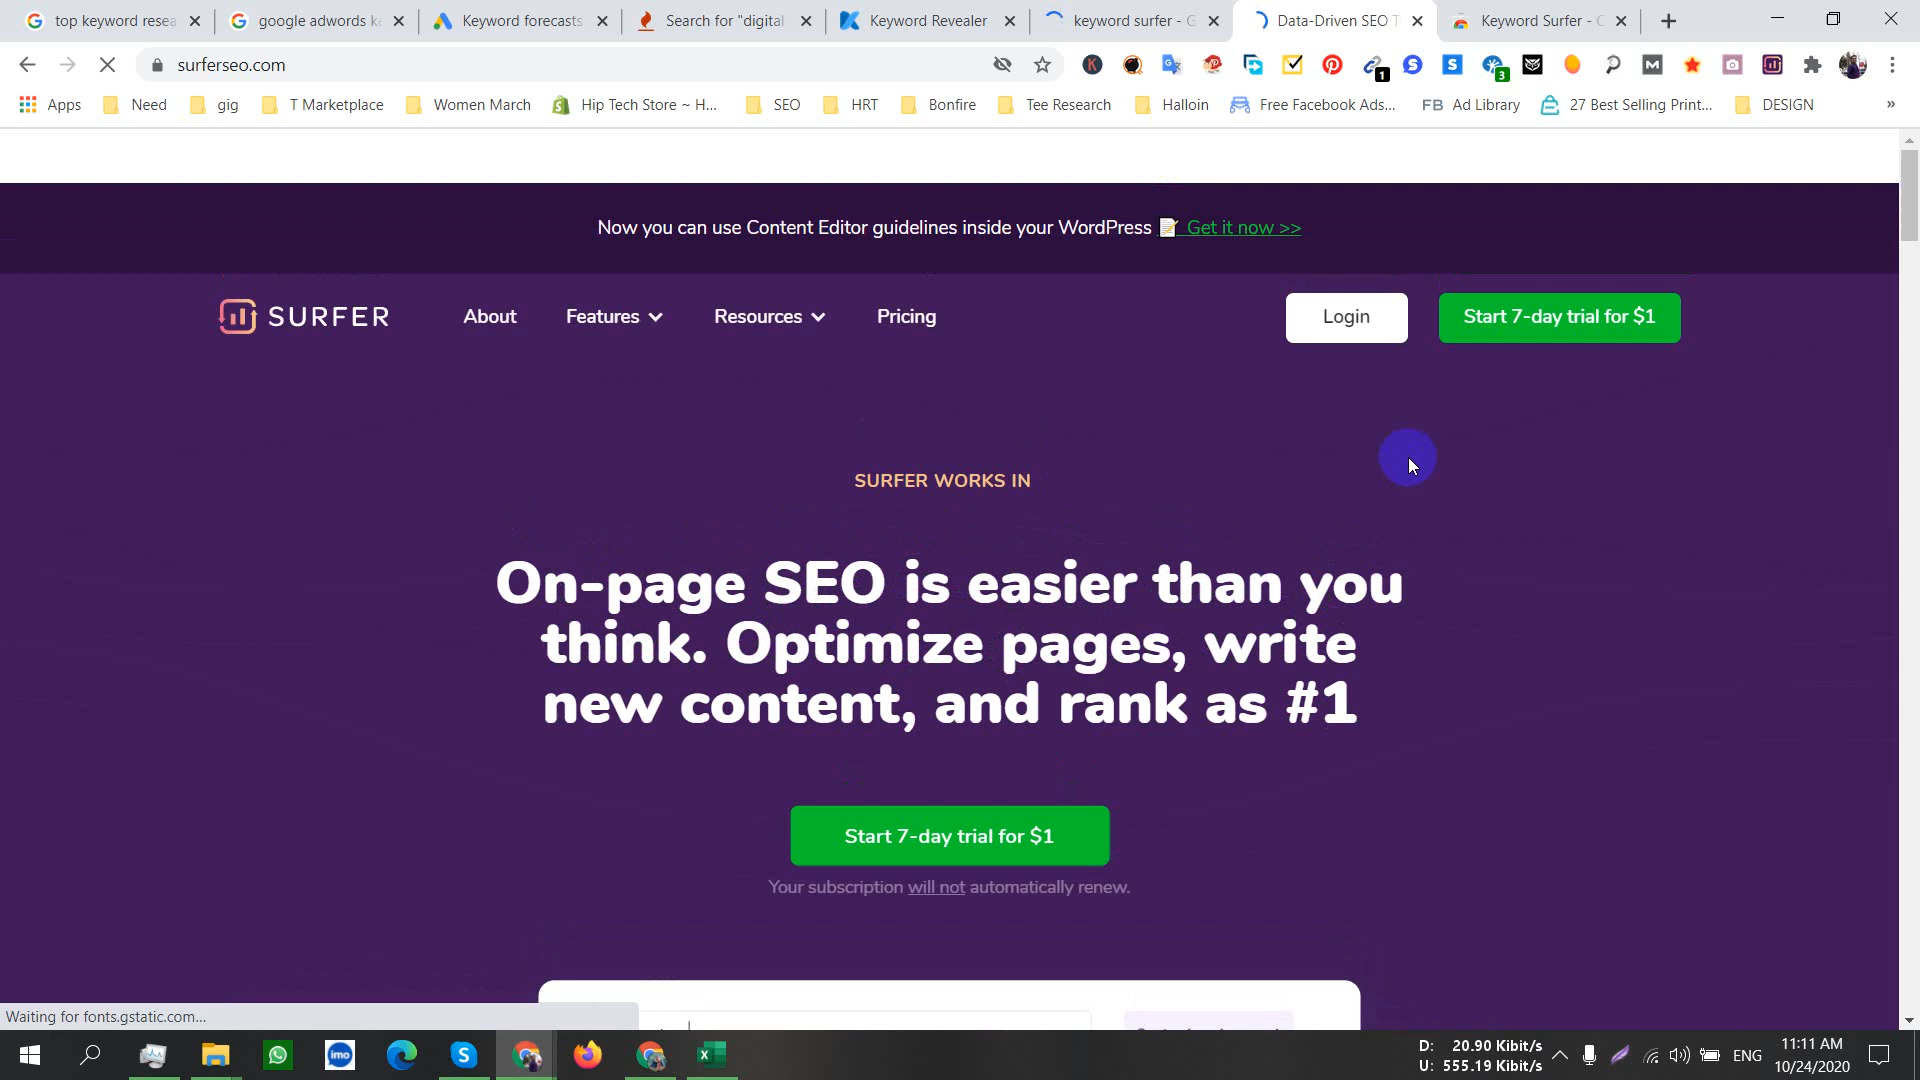 top keyword resea
google adwords ke
Keyword forecasts
Search for "digital
Keyword Revealer
keyword surfer - G
Data-Driven SEO T
Keyword Surfer - C
surferseo.com
1
3
Apps
Need
gig
T Marketplace
Women March
Hip Tech Store ~ H...
SEO
HRT
Bonfire
Tee Research
Halloin
Free Facebook Ads...
FB Ad Library
27 Best Selling Print...
DESIGN
»
Now you can use Content Editor guidelines inside your WordPress 📝 Get it now >>
SURFER
About
Features
Resources
Pricing
Login
Start 7-day trial for $1
SURFER WORKS IN
On-page SEO is easier than you
think. Optimize pages, write
new content, and rank as #1
Start 7-day trial for $1
Your subscription will not automatically renew.
Waiting for fonts.gstatic.com...
imo
D: 20.90 Kibit/s
U: 555.19 Kibit/s
ENG
11:11 AM
10/24/2020